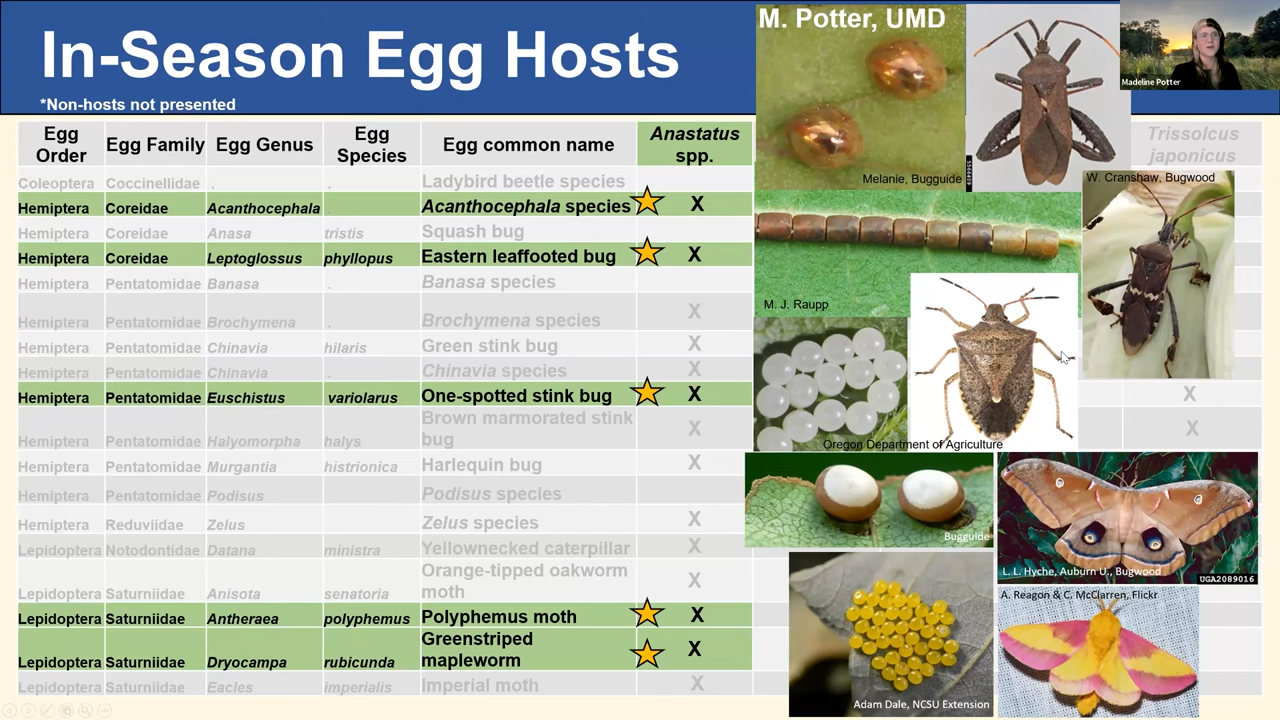 In-Season Egg Hosts
*Non-hosts not presented
M. Potter, UMD
Madeline Potter
Egg Order Egg Family Egg Genus Egg Species Egg common name Anastatus spp. Trissolcus japonicus
Coleoptera Coccinellidae . . Ladybird beetle species
Hemiptera Coreidae Acanthocephala Acanthocephala species X
Hemiptera Coreidae Anasa tristis Squash bug
Hemiptera Coreidae Leptoglossus phyllopus Eastern leaffooted bug X
Hemiptera Pentatomidae Banasa . Banasa species
Hemiptera Pentatomidae Brochymena . Brochymena species X
Hemiptera Pentatomidae Chinavia hilaris Green stink bug X
Hemiptera Pentatomidae Chinavia . Chinavia species X
Hemiptera Pentatomidae Euschistus variolarus One-spotted stink bug X X
Hemiptera Pentatomidae Halyomorpha halys Brown marmorated stink bug X X
Hemiptera Pentatomidae Murgantia histrionica Harlequin bug X
Hemiptera Pentatomidae Podisus Podisus species
Hemiptera Reduviidae Zelus Zelus species X
Lepidoptera Notodontidae Datana ministra Yellownecked caterpillar X
Lepidoptera Saturniidae Anisota senatoria Orange-tipped oakworm moth X
Lepidoptera Saturniidae Antheraea polyphemus Polyphemus moth X
Lepidoptera Saturniidae Dryocampa rubicunda Greenstriped mapleworm X
Lepidoptera Saturniidae Eacles imperialis Imperial moth X
Melanie, Bugguide
W. Cranshaw, Bugwood
M. J. Raupp
Oregon Department of Agriculture
Bugguide
L. L. Hyche, Auburn U., Bugwood
UGA2089016
A. Reagon & C. McClarren, Flickr
Adam Dale, NCSU Extension